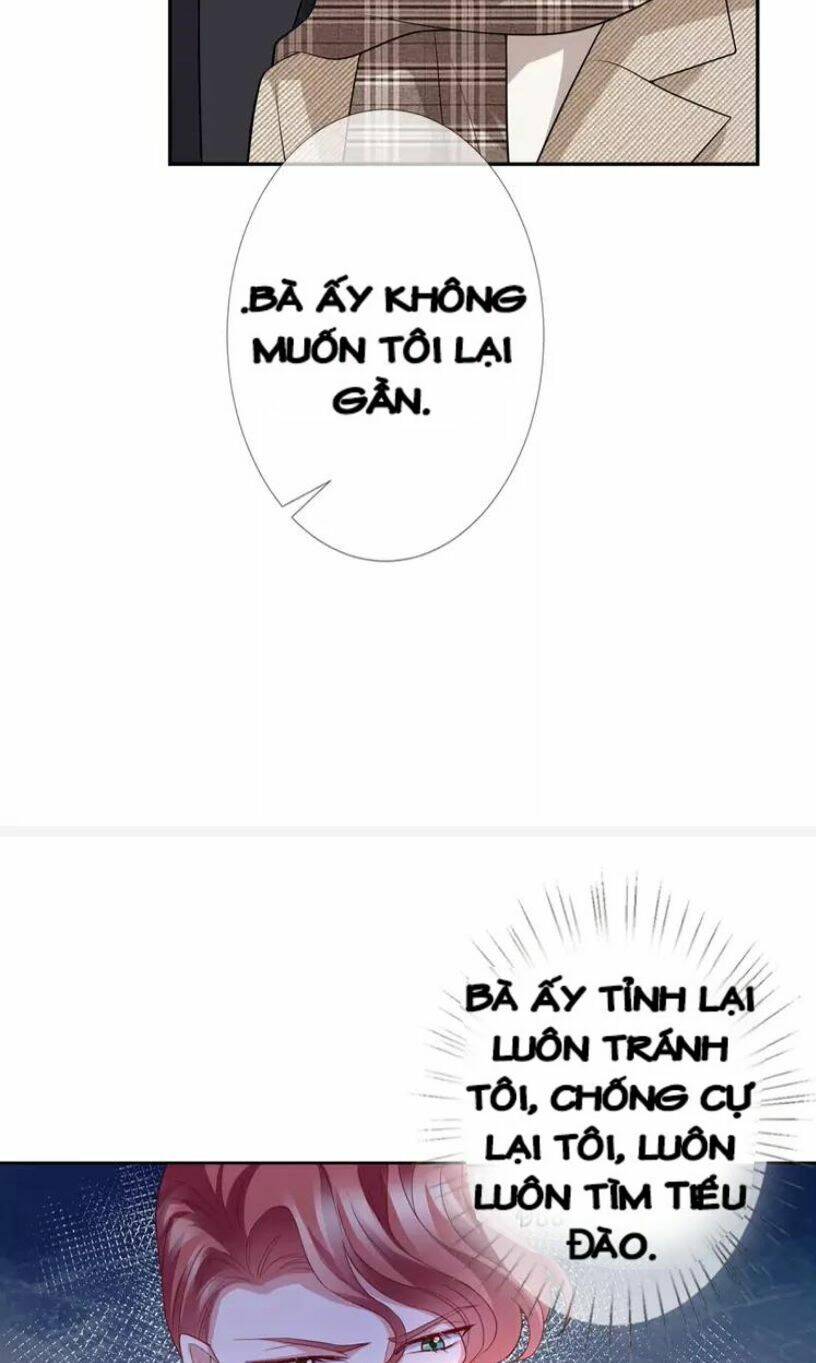 .BÀ ẤY KHÔNG
MUỐN TÔI LẠI
GẦN.
BÀ ẤY TỈNH LẠI
LUÔN TRÁNH
TÔI, CHỐNG CỰ
LẠI TÔI, LUÔN
LUÔN TÌM TIẾU
ĐÀO.